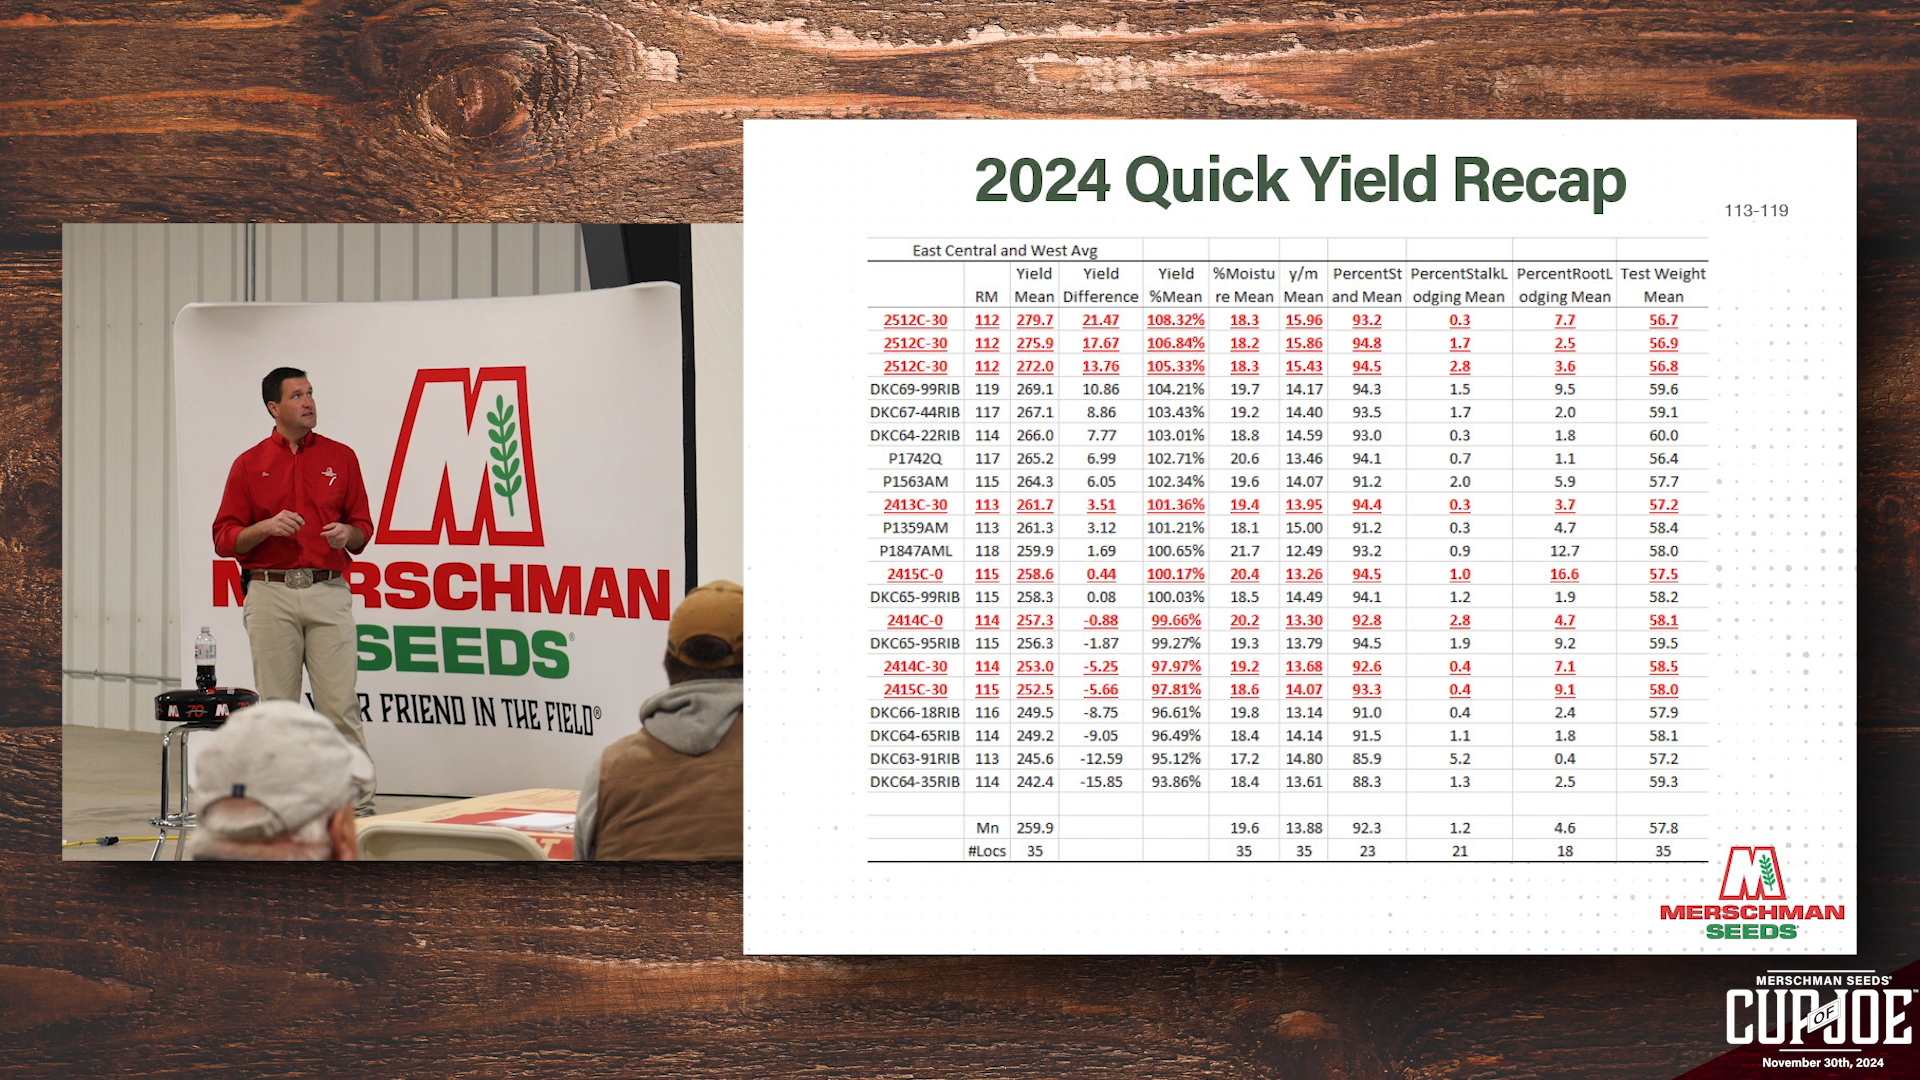 2024 Quick Yield Recap
113-119
East Central and West Avg
RM Yield Mean Yield Difference Yield %Mean %Moistu re Mean y/m Mean PercentSt and Mean PercentStalkL odging Mean PercentRootL odging Mean Test Weight Mean
2512C-30 112 279.7 21.47 108.32% 18.3 15.96 93.2 0.3 7.7 56.7
2512C-30 112 275.9 17.67 106.84% 18.2 15.86 94.8 1.7 2.5 56.9
2512C-30 112 272.0 13.76 105.33% 18.3 15.43 94.5 2.8 3.6 56.8
DKC69-99RIB 119 269.1 10.86 104.21% 19.7 14.17 94.3 1.5 9.5 59.6
DKC67-44RIB 117 267.1 8.86 103.43% 19.2 14.40 93.5 1.7 2.0 59.1
DKC64-22RIB 114 266.0 7.77 103.01% 18.8 14.59 93.0 0.3 1.8 60.0
P1742Q 117 265.2 6.99 102.71% 20.6 13.46 94.1 0.7 1.1 56.4
P1563AM 115 264.3 6.05 102.34% 19.6 14.07 91.2 2.0 5.9 57.7
2413C-30 113 261.7 3.51 101.36% 19.4 13.95 94.4 0.3 3.7 57.2
P1359AM 113 261.3 3.12 101.21% 18.1 15.00 91.2 0.3 4.7 58.4
P1847AML 118 259.9 1.69 100.65% 21.7 12.49 93.2 0.9 12.7 58.0
2415C-0 115 258.6 0.44 100.17% 20.4 13.26 94.5 1.0 16.6 57.5
DKC65-99RIB 115 258.3 0.08 100.03% 18.5 14.49 94.1 1.2 1.9 58.2
2414C-0 114 257.3 -0.88 99.66% 20.2 13.30 92.8 2.8 4.7 58.1
DKC65-95RIB 115 256.3 -1.87 99.27% 19.3 13.79 94.5 1.9 9.2 59.5
2414C-30 114 253.0 -5.25 97.97% 19.2 13.68 92.6 0.4 7.1 58.5
2415C-30 115 252.5 -5.66 97.81% 18.6 14.07 93.3 0.4 9.1 58.0
DKC66-18RIB 116 249.5 -8.75 96.61% 19.8 13.14 91.0 0.4 2.4 57.9
DKC64-65RIB 114 249.2 -9.05 96.49% 18.4 14.14 91.5 1.1 1.8 58.1
DKC63-91RIB 113 245.6 -12.59 95.12% 17.2 14.80 85.9 5.2 0.4 57.2
DKC64-35RIB 114 242.4 -15.85 93.86% 18.4 13.61 88.3 1.3 2.5 59.3
Mn 259.9 19.6 13.88 92.3 1.2 4.6 57.8
#Locs 35 35 35 23 21 18 35
MERSCHMAN
SEEDS
MERSCHMAN
SEEDS®
FRIEND IN THE FIELD®
MERSCHMAN SEEDS®
CUP OF JOE™
November 30th, 2024